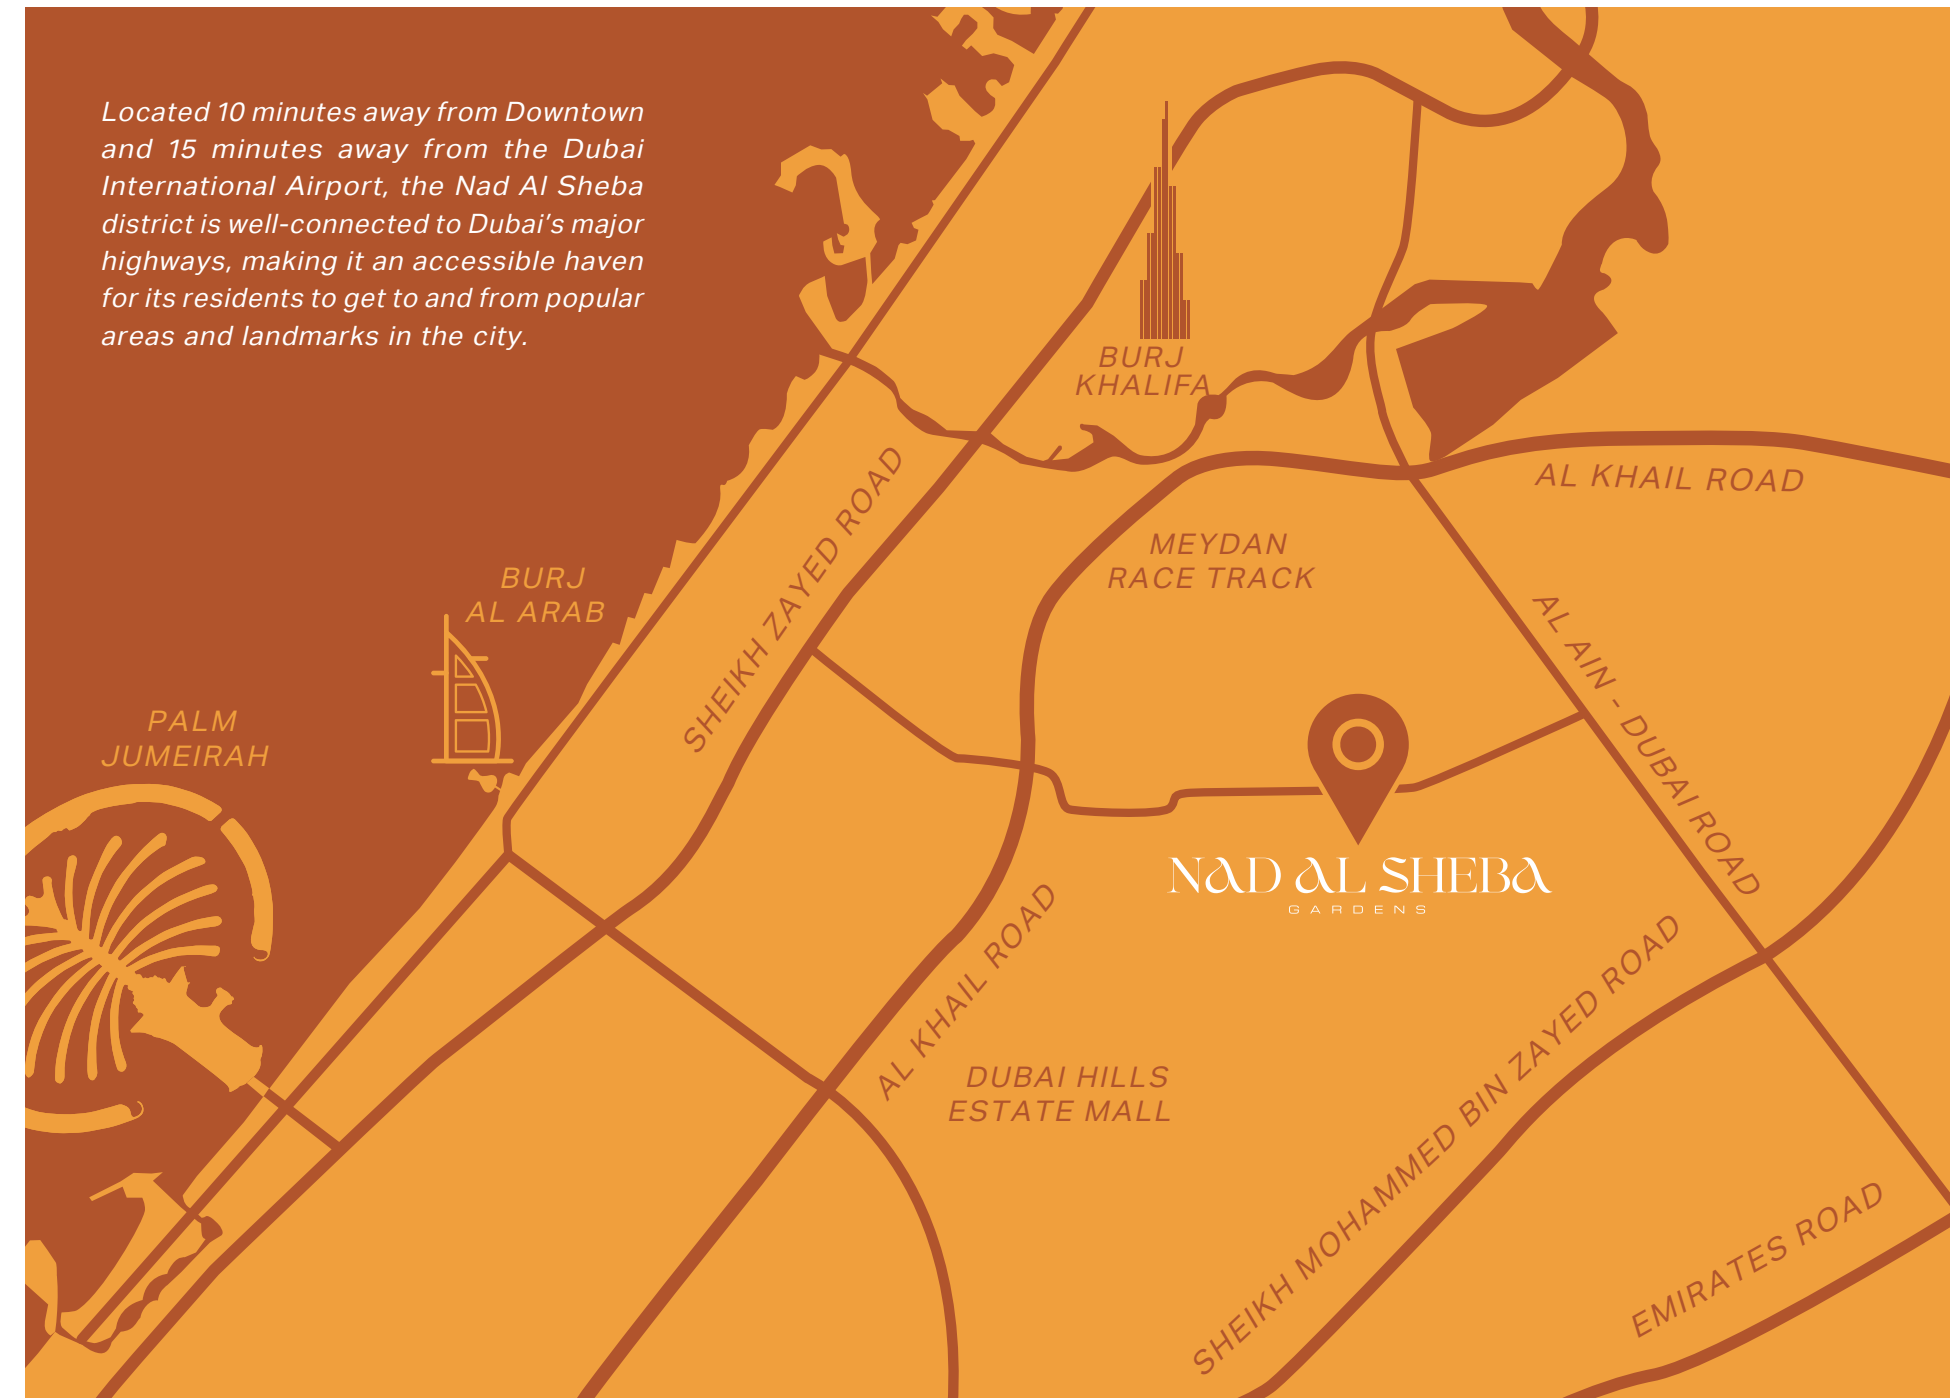 Located 10 minutes away from Downtown
and 15 minutes away from the Dubai
International Airport, the Nad Al Sheba
district is well-connected to Dubai's major
highways, making it an accessible haven
for its residents to get to and from popular
areas and landmarks in the city.
BURJ
KHALIFA
SHEIKH ZAYED ROAD
AL KHAIL ROAD
MEYDAN
RACE TRACK
BURJ
AL ARAB
AL AIN - DUBAI ROAD
PALM
JUMEIRAH
NAD AL SHEBA
GARDENS
AL KHAIL ROAD
DUBAI HILLS
ESTATE MALL
SHEIKH MOHAMMED BIN ZAYED ROAD
EMIRATES ROAD